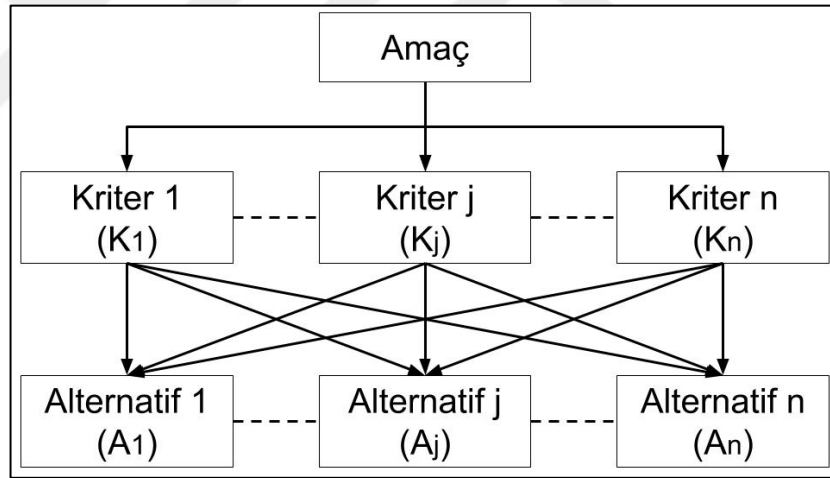 Amaç
Kriter 1
(K1)
Kriter j
(Kj)
Kriter n
(Kn)
Alternatif 1
(A1)
Alternatif j
(Aj)
Alternatif n
(An)